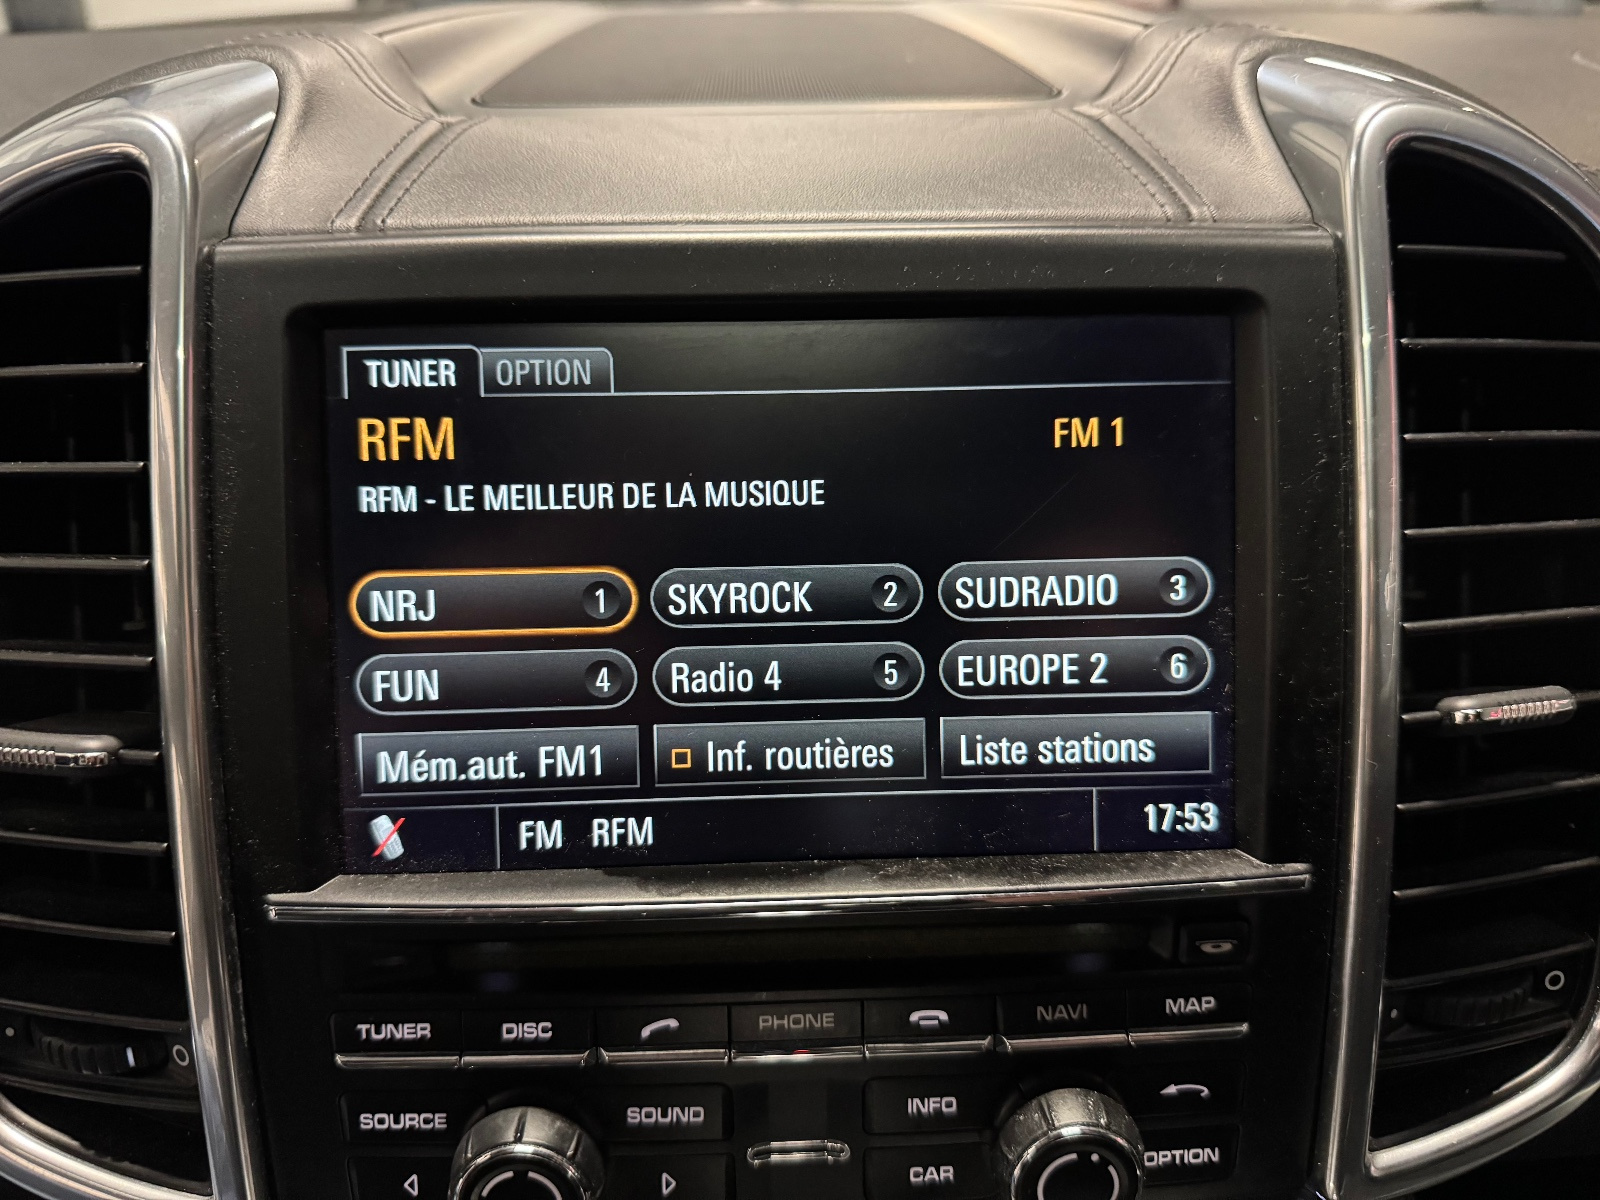 TUNER OPTION
RFM FM 1
RFM - LE MEILLEUR DE LA MUSIQUE
NRJ 1 SKYROCK 2 SUDRADIO 3
FUN 4 Radio 4 5 EUROPE 2 6
Mém.aut. FM1 Inf. routières Liste stations
FM RFM 17:53
TUNER DISC PHONE NAVI MAP
SOURCE SOUND INFO
CAR OPTION